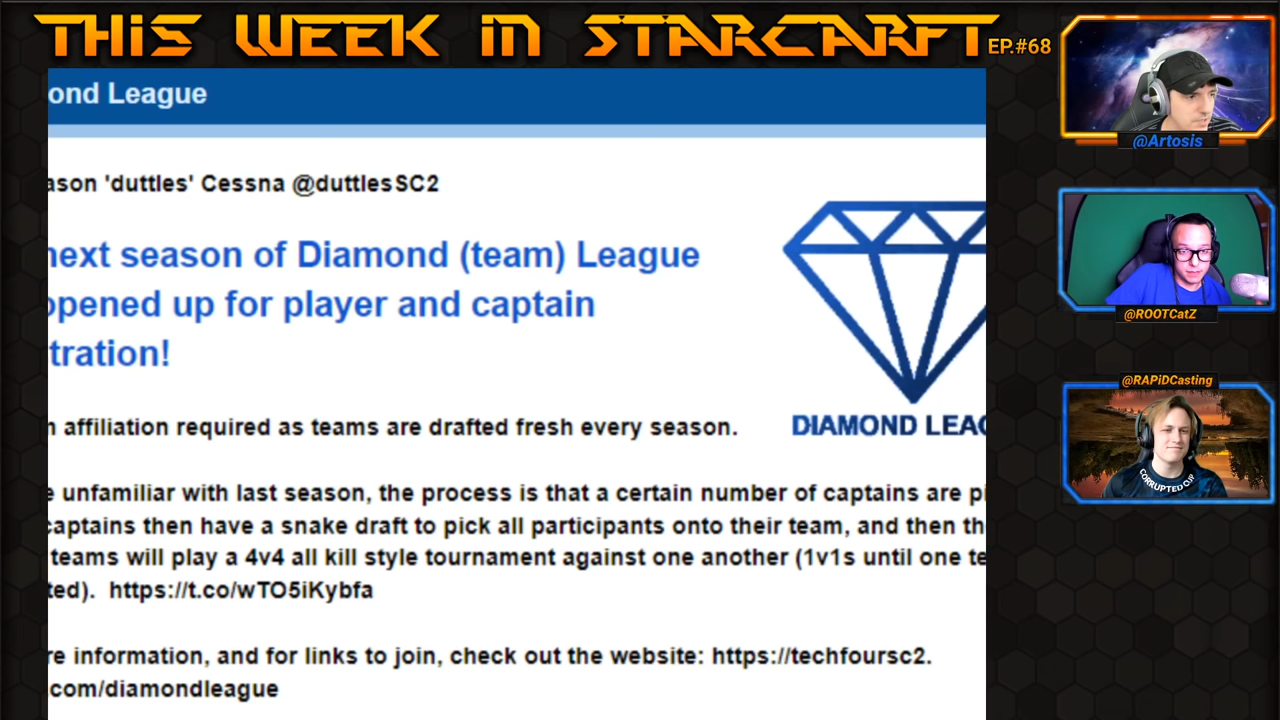 THIS WEEK IN STARCARFT EP.#68
ond League
ason 'duttles' Cessna @duttlesSC2
next season of Diamond (team) League
opened up for player and captain
tration!
DIAMOND LEAG
affiliation required as teams are drafted fresh every season.
e unfamiliar with last season, the process is that a certain number of captains are pi
captains then have a snake draft to pick all participants onto their team, and then th
teams will play a 4v4 all kill style tournament against one another (1v1s until one te
ted). https://t.co/wTO5iKybfa
re information, and for links to join, check out the website: https://techfoursc2.
com/diamondleague
@Artosis
@ROOTCatZ
@RAPiDCasting
CORRUPTED